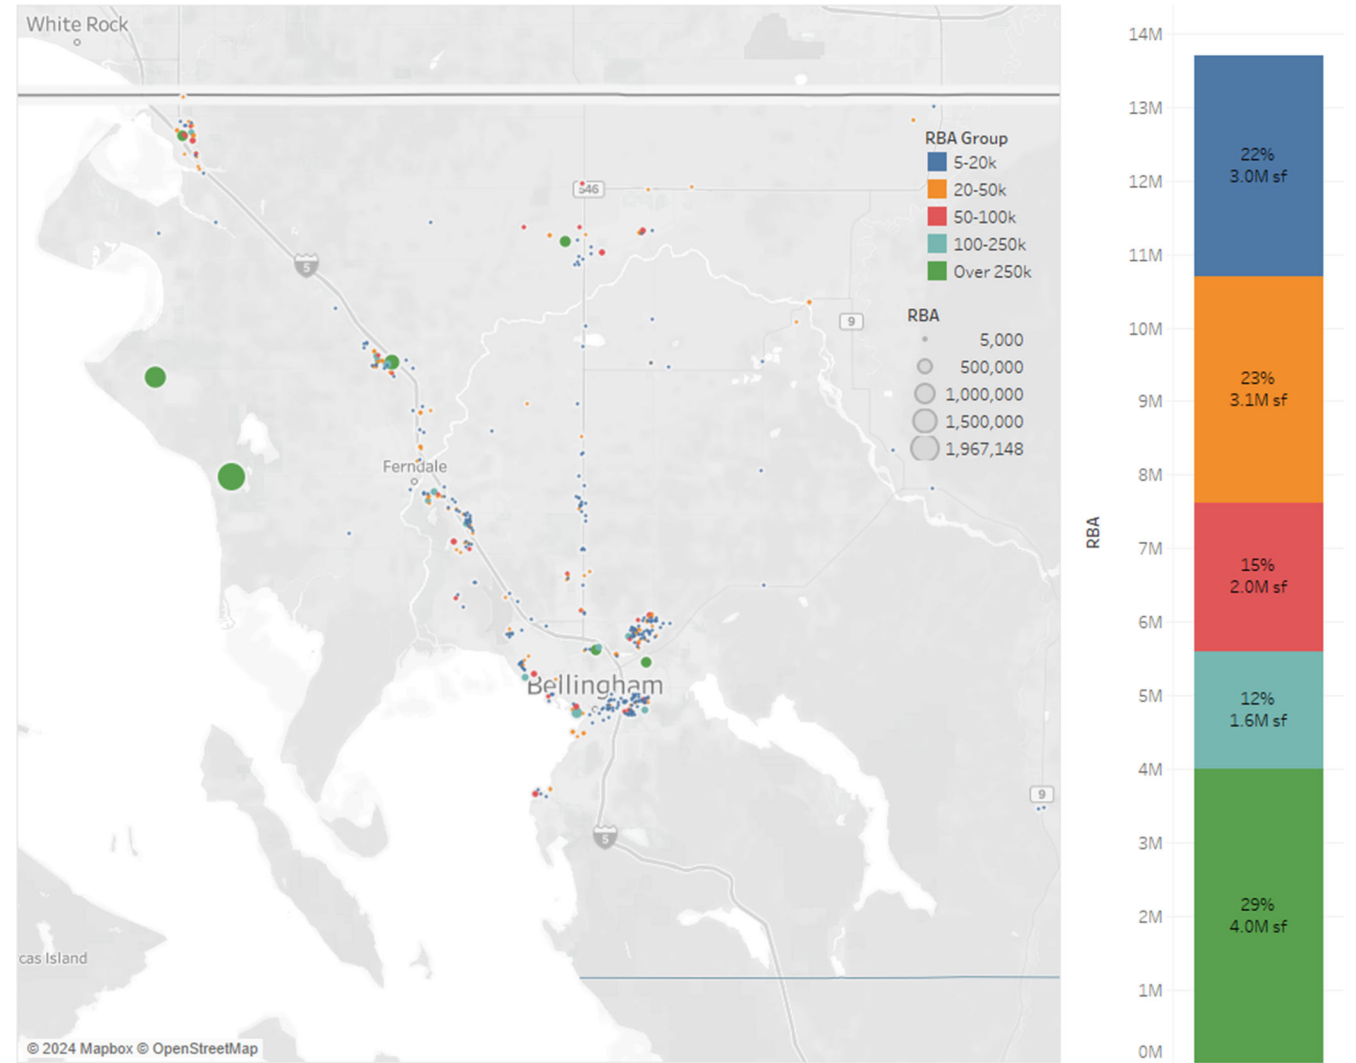 White Rock
546
5
9
Ferndale
Bellingham
5
9
cas Island
© 2024 Mapbox © OpenStreetMap
RBA Group
5-20k
20-50k
50-100k
100-250k
Over 250k
RBA
5,000
500,000
1,000,000
1,500,000
1,967,148
RBA
14M
13M
12M
11M
10M
9M
8M
7M
6M
5M
4M
3M
2M
1M
0M
22%
3.0M sf
23%
3.1M sf
15%
2.0M sf
12%
1.6M sf
29%
4.0M sf